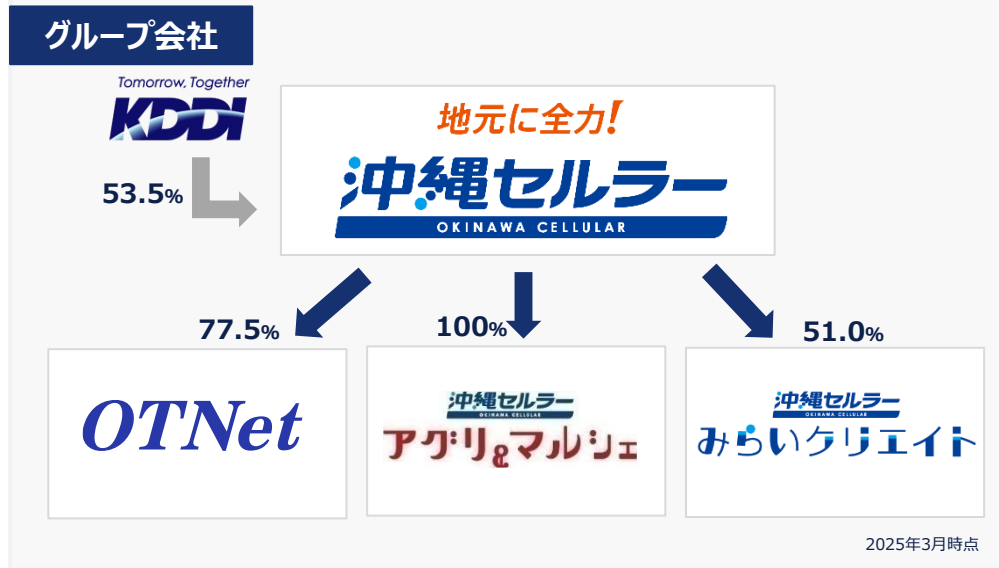 グループ会社
Tomorrow, Together
KDDI
53.5%
地元に全力!
沖縄セルラー
OKINAWA CELLULAR
77.5%
100%
51.0%
OTNet
沖縄セルラー
OKINAWA CELLULAR
アグリ&マルシェ
沖縄セルラー
OKINAWA CELLULAR
みらいクリエイト
2025年3月時点